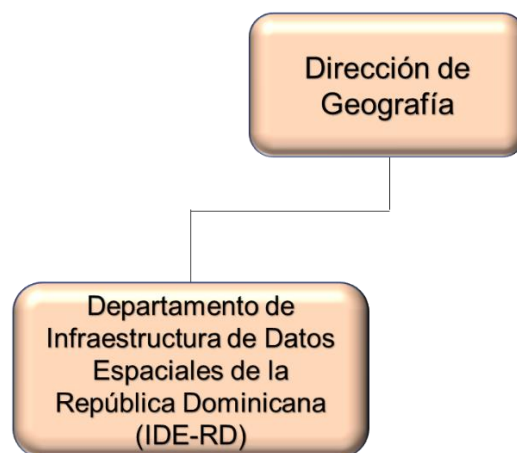 Dirección de
Geografía
Departamento de
Infraestructura de Datos
Espaciales de la
República Dominicana
(IDE-RD)